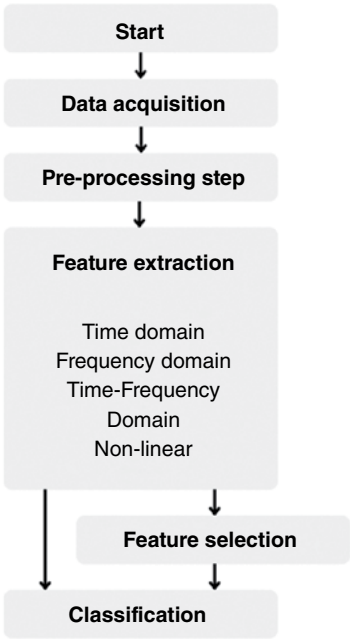 Start
Data acquisition
Pre-processing step
Feature extraction
Time domain
Frequency domain
Time-Frequency
Domain
Non-linear
Feature selection
Classification